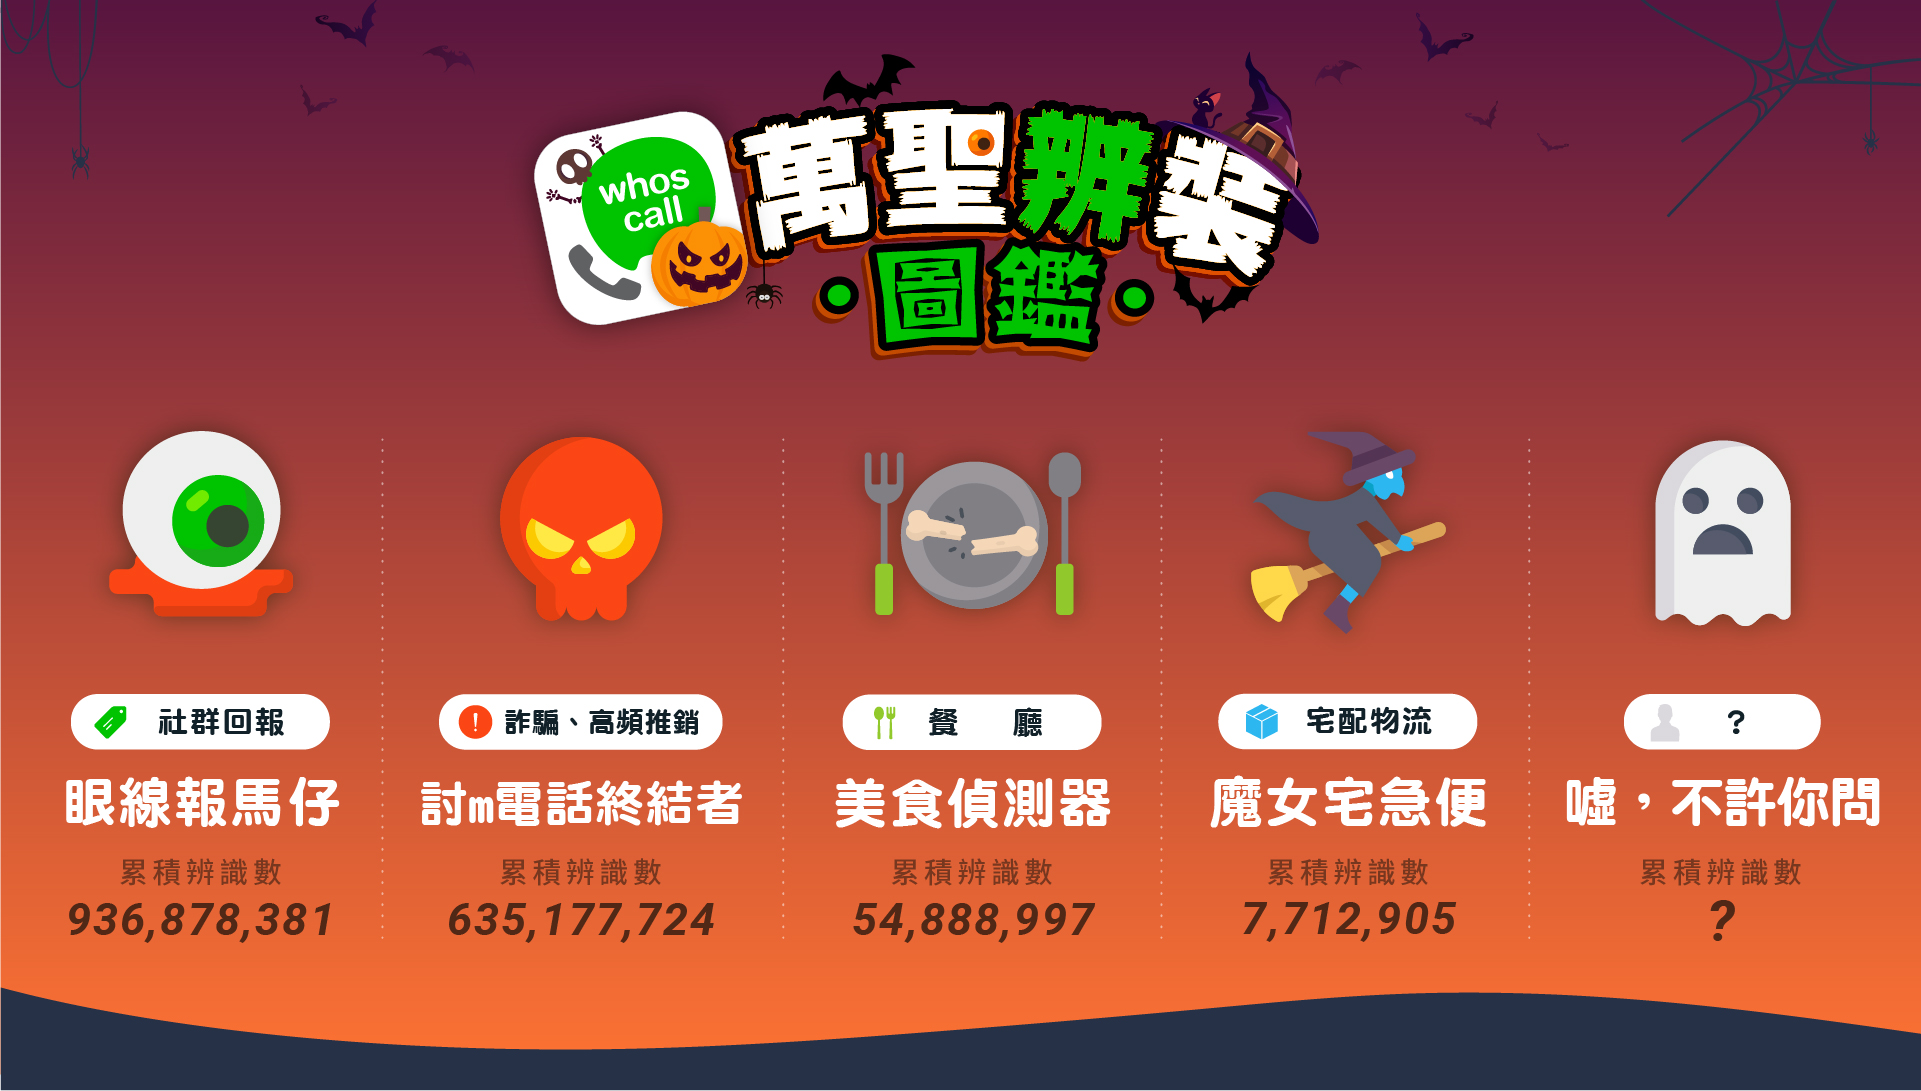 whos
call
萬聖辨裝
圖鑑
社群回報
眼線報馬仔
累積辨識數
936,878,381
! 詐騙、高頻推銷
討m電話終結者
累積辨識數
635,177,724
餐 廳
美食偵測器
累積辨識數
54,888,997
宅配物流
魔女宅急便
累積辨識數
7,712,905
?
噓，不許你問
累積辨識數
?